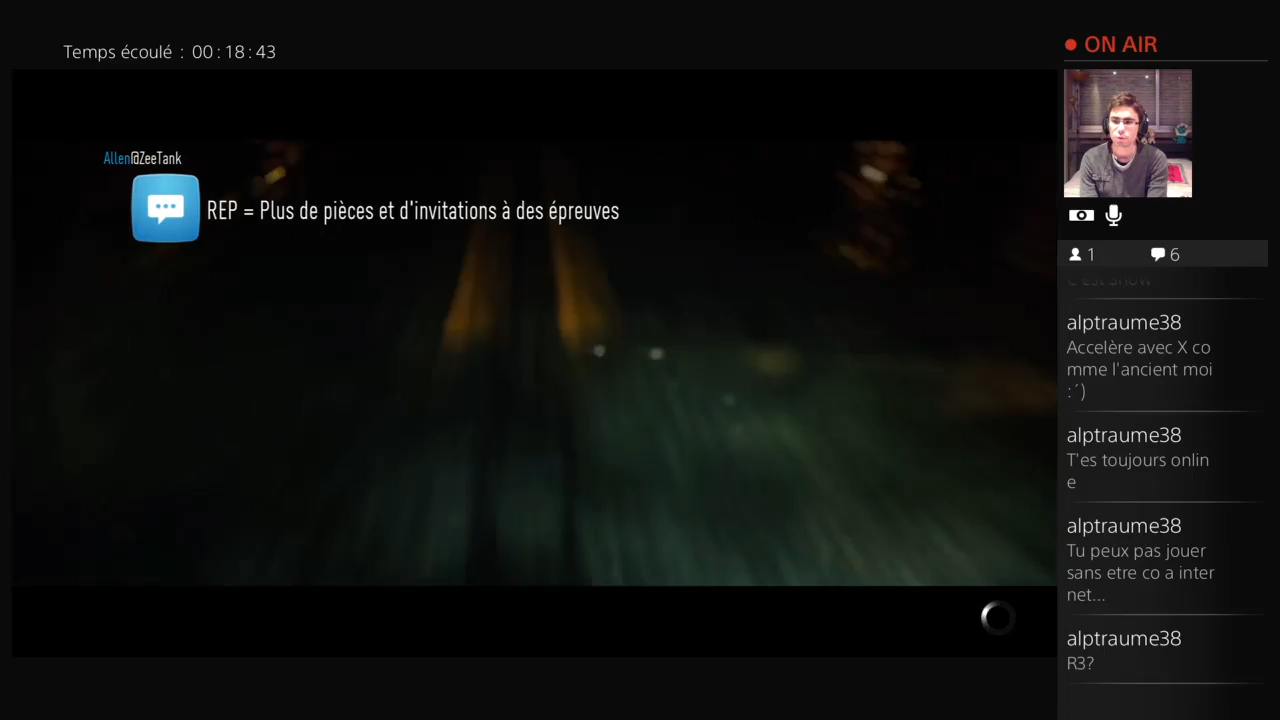 Temps écoulé : 00:18:43
ON AIR
Allen@ZeeTank
REP = Plus de pièces et d'invitations à des épreuves
1 6
C'est Show
alptraume38
Accelère avec X co
mme l'ancient moi
:´)
alptraume38
T'es toujours onlin
e
alptraume38
Tu peux pas jouer
sans etre co a inter
net...
alptraume38
R3?